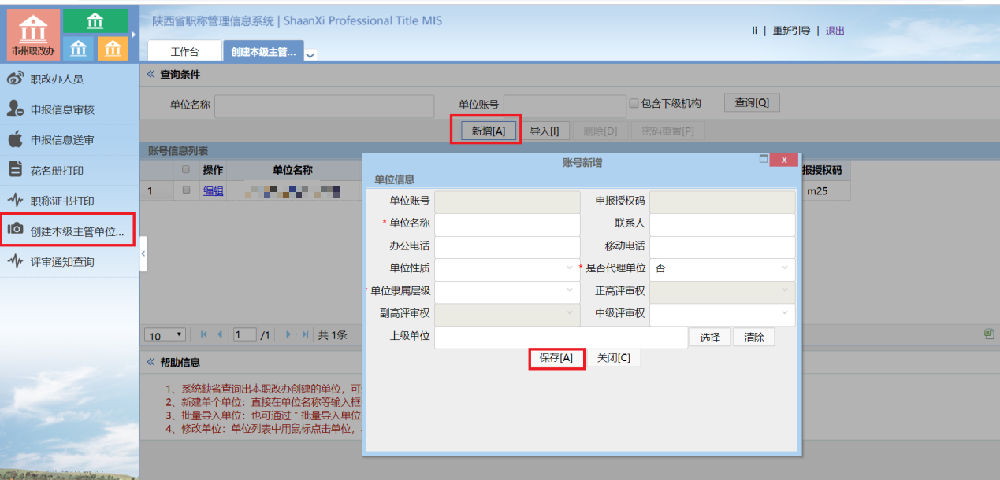 陕西省职称管理信息系统 | ShaanXi Professional Title MIS
li | 重新引导 | 退出
市州职改办
工作台
创建本级主管...
职改办人员
申报信息审核
申报信息送审
花名册打印
职称证书打印
创建本级主管单位...
评审通知查询
查询条件
单位名称
单位账号
包含下级机构
查询[Q]
新增[A]
导入[I]
删除[D]
密码重置[P]
账号信息列表
操作
单位名称
报授权码
1
编辑
m25
账号新增
X
单位信息
单位账号
申报授权码
* 单位名称
联系人
办公电话
移动电话
单位性质
* 是否代理单位
否
* 单位隶属层级
正高评审权
副高评审权
中级评审权
上级单位
选择
清除
保存[A]
关闭[C]
10
1
/1
共 1条
帮助信息
1、系统缺省查询出本职改办创建的单位，可
2、新建单个单位：直接在单位名称等输入框
3、批量导入单位：也可通过 " 批量导入单位
4、修改单位：单位列表中用鼠标点击单位，